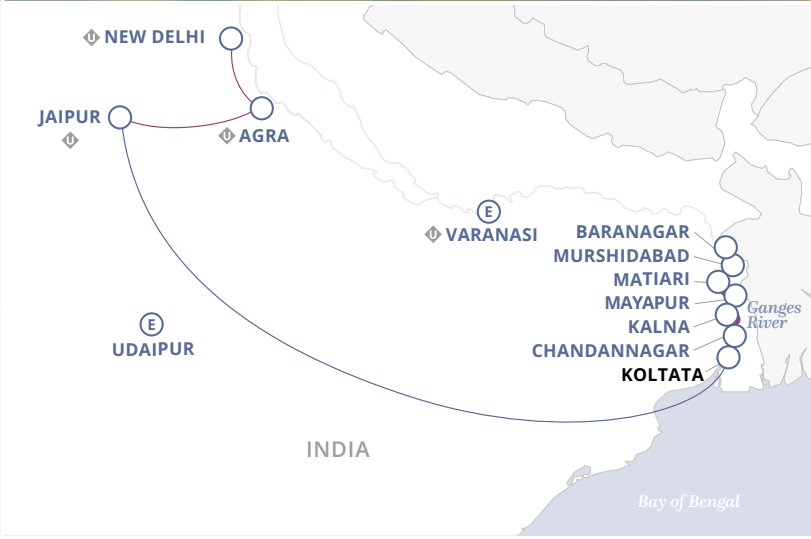 U NEW DELHI
JAIPUR
U
U AGRA
E
U VARANASI
BARANAGAR
MURSHIDABAD
MATIARI
MAYAPUR
Ganges
River
KALNA
E
UDAIPUR
CHANDANNAGAR
KOLTATA
INDIA
Bay of Bengal